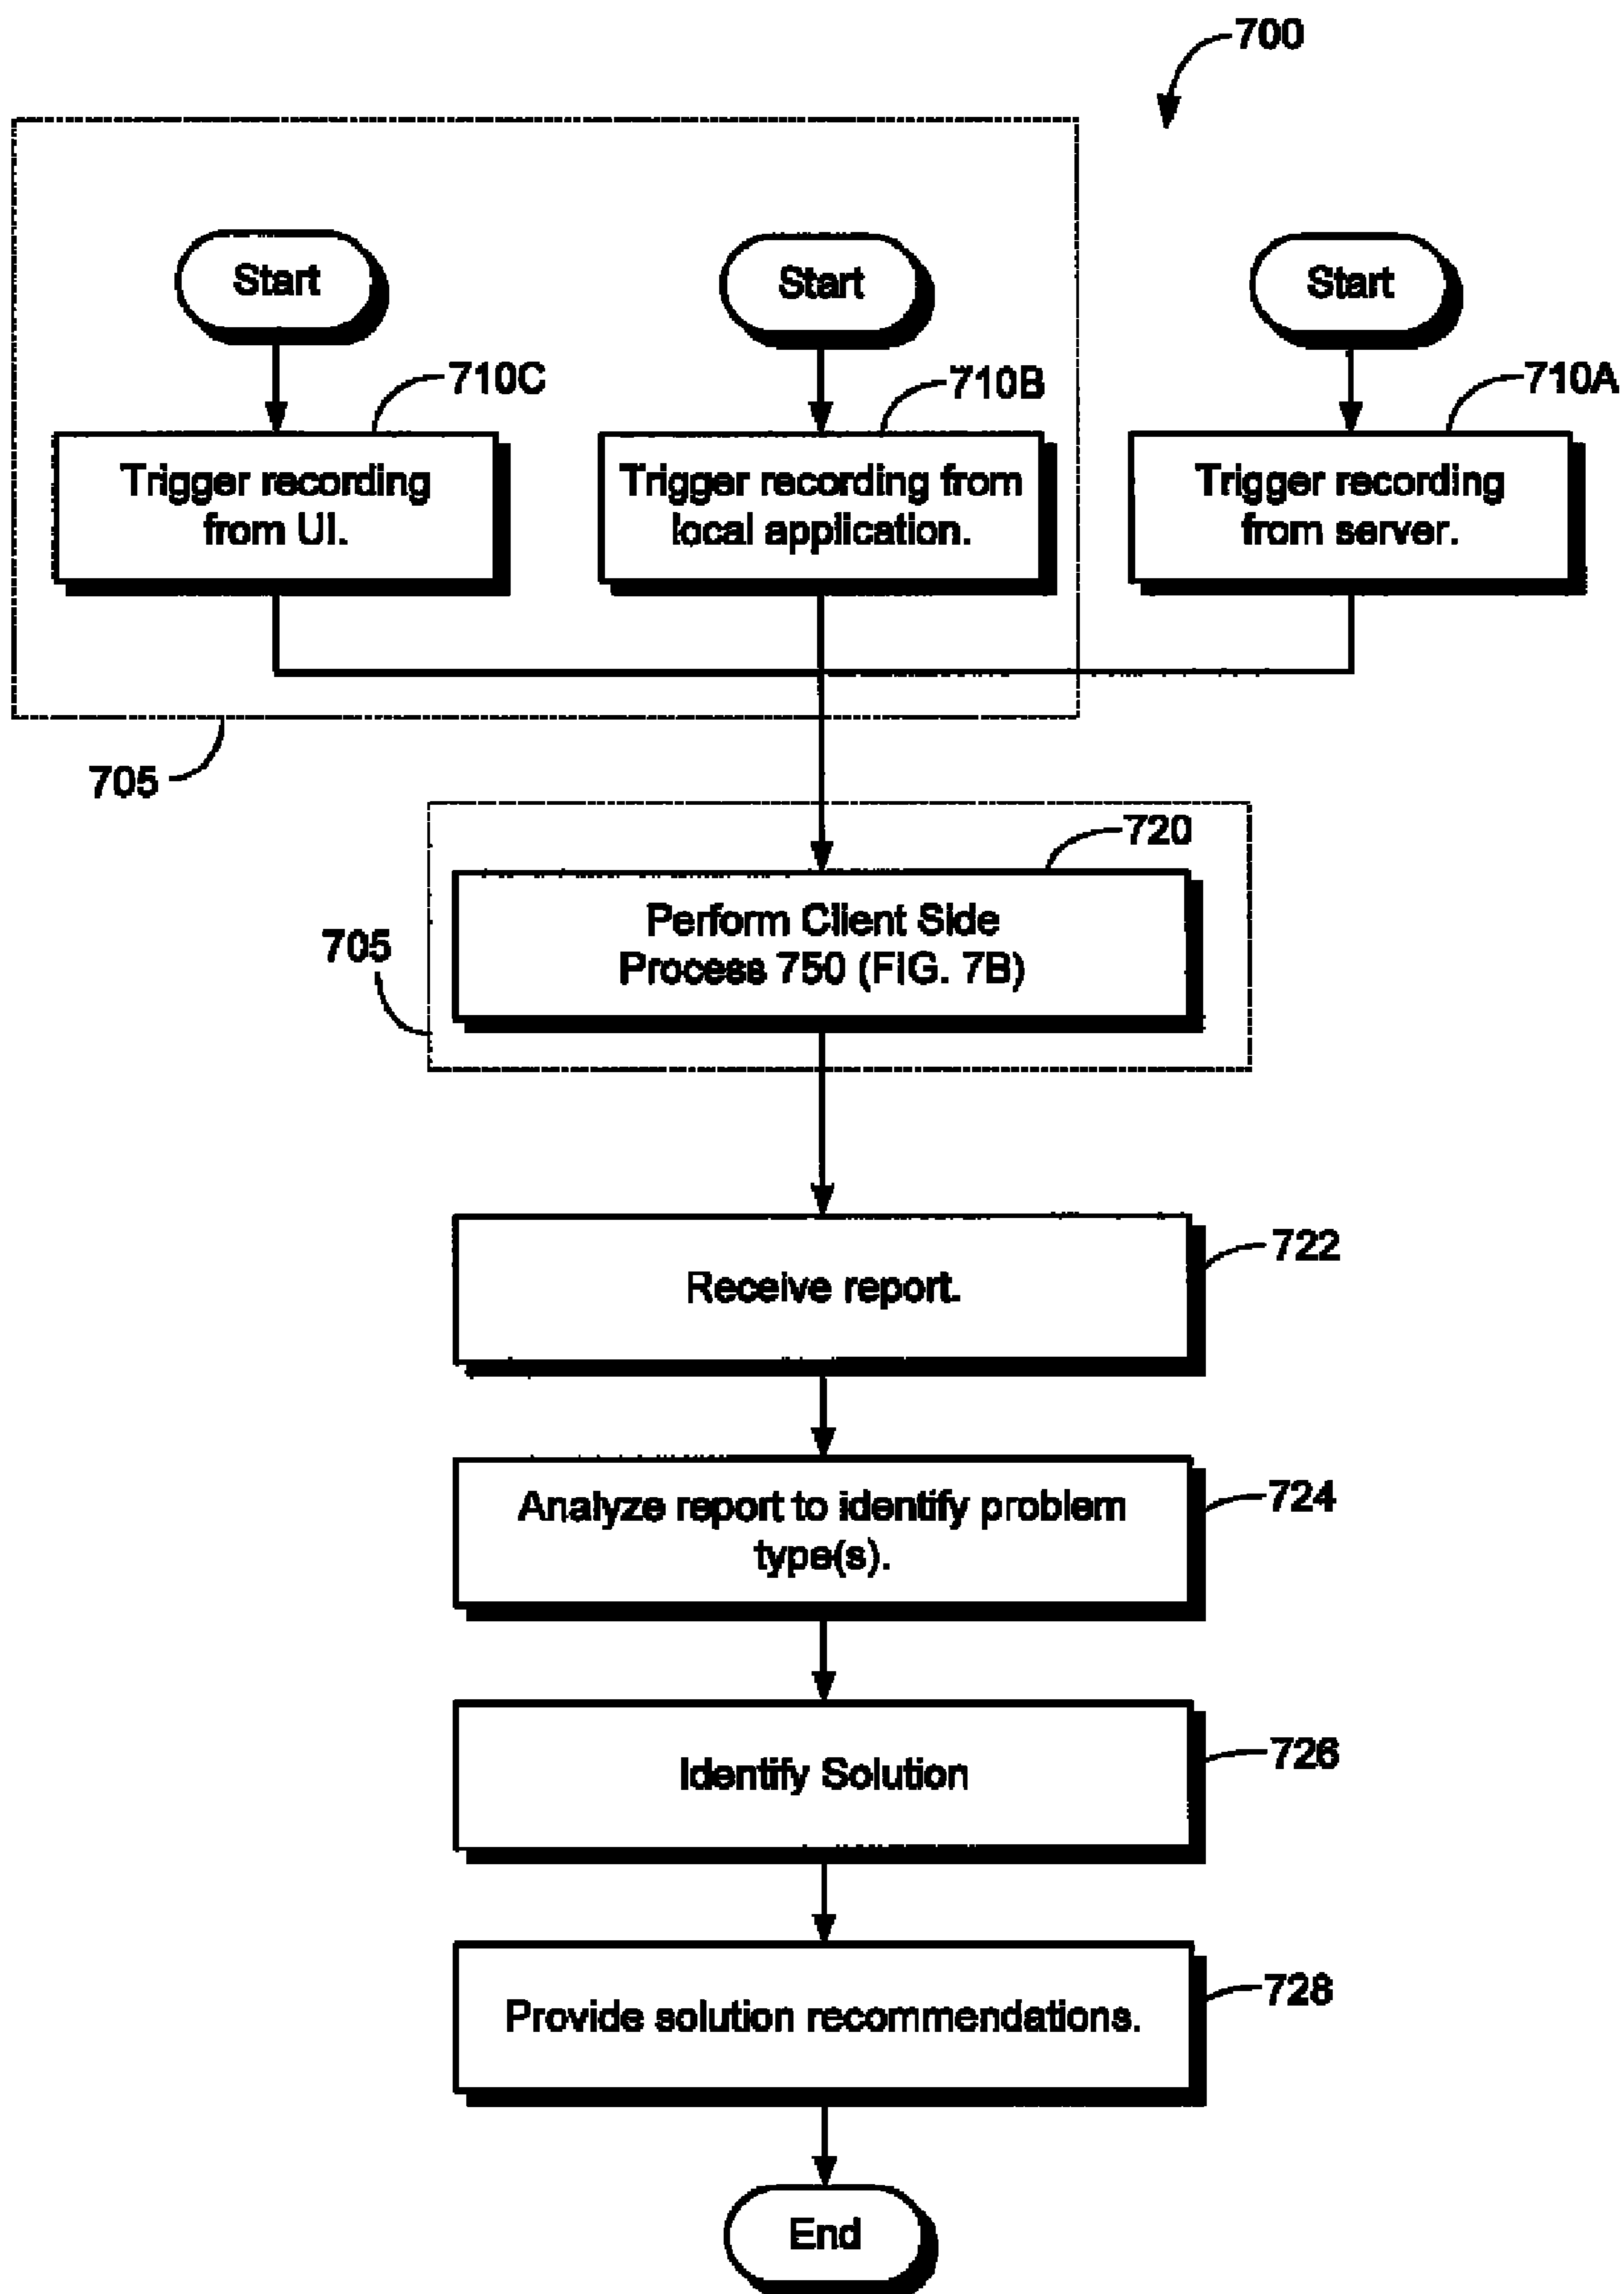 700
Start
Start
Start
710C
710B
710A
Trigger recording
from UI.
Trigger recording from
local application.
Trigger recording
from server.
705
720
Perform Client Side
Process 750 (FIG. 7B)
705
722
Receive report.
724
Analyze report to identify problem
type(s).
726
Identify Solution
728
Provide solution recommendations.
End